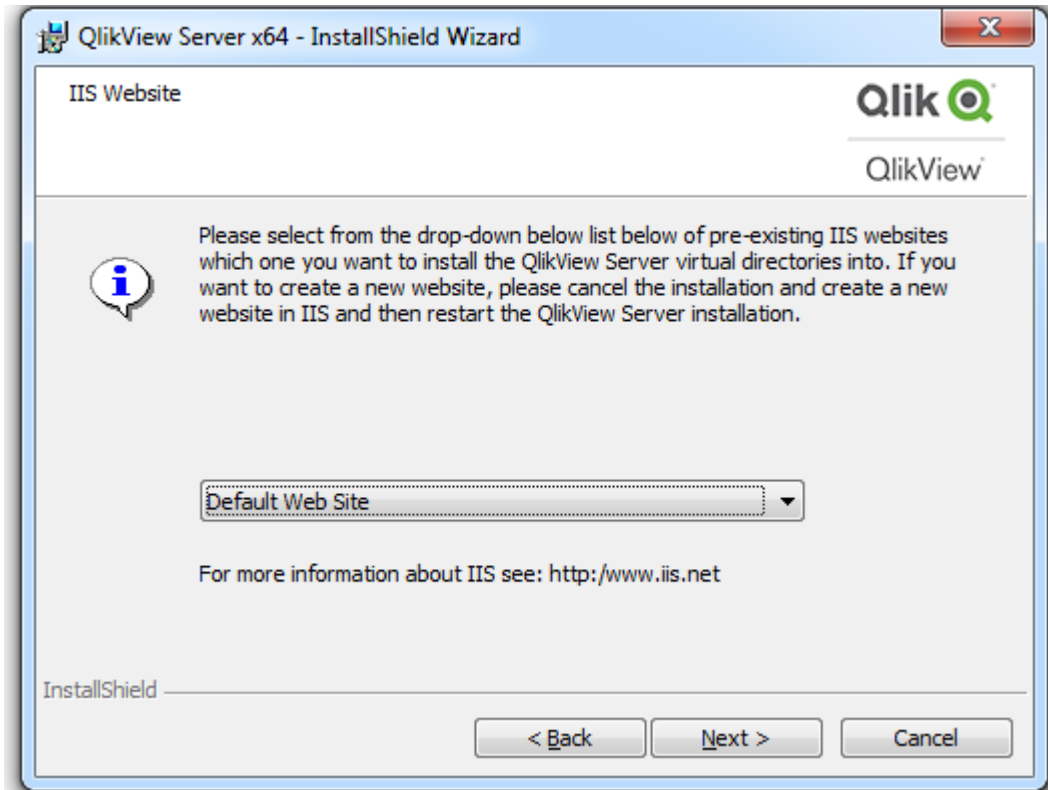 QlikView Server x64 - InstallShield Wizard
IIS Website
Qlik
QlikView
Please select from the drop-down below list below of pre-existing IIS websites
which one you want to install the QlikView Server virtual directories into. If you
want to create a new website, please cancel the installation and create a new
website in IIS and then restart the QlikView Server installation.
Default Web Site
For more information about IIS see: http:/www.iis.net
InstallShield
< Back Next > Cancel